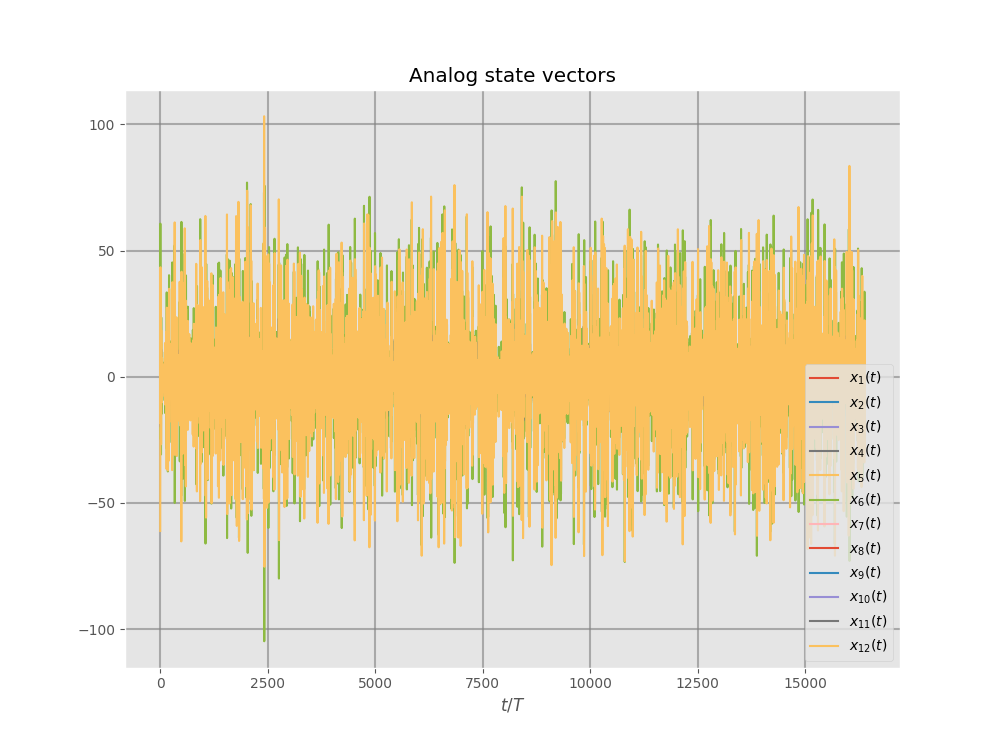 Analog state vectors
100
50
0
−50
−100
0 2500 5000 7500 10000 12500 15000
t/T
x₁(t)
x₂(t)
x₃(t)
x₄(t)
x₅(t)
x₆(t)
x₇(t)
x₈(t)
x₉(t)
x₁₀(t)
x₁₁(t)
x₁₂(t)